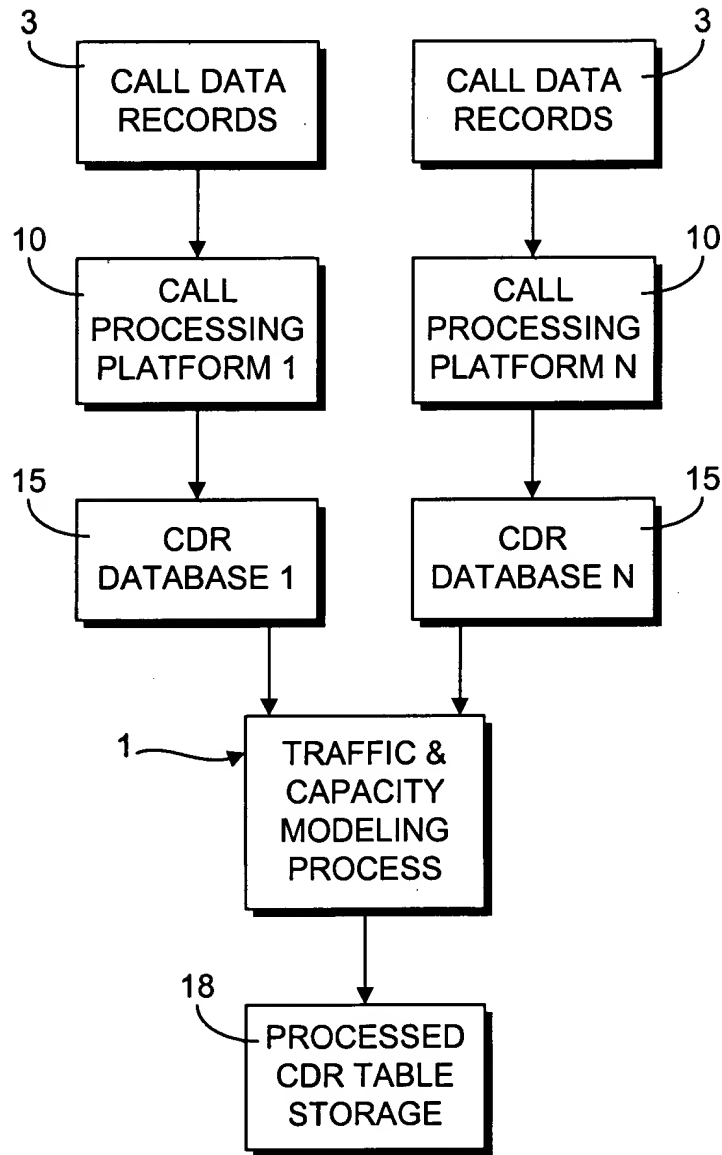 3
CALL DATA
RECORDS
3
CALL DATA
RECORDS
10
CALL
PROCESSING
PLATFORM 1
10
CALL
PROCESSING
PLATFORM N
15
CDR
DATABASE 1
15
CDR
DATABASE N
1
TRAFFIC &
CAPACITY
MODELING
PROCESS
18
PROCESSED
CDR TABLE
STORAGE